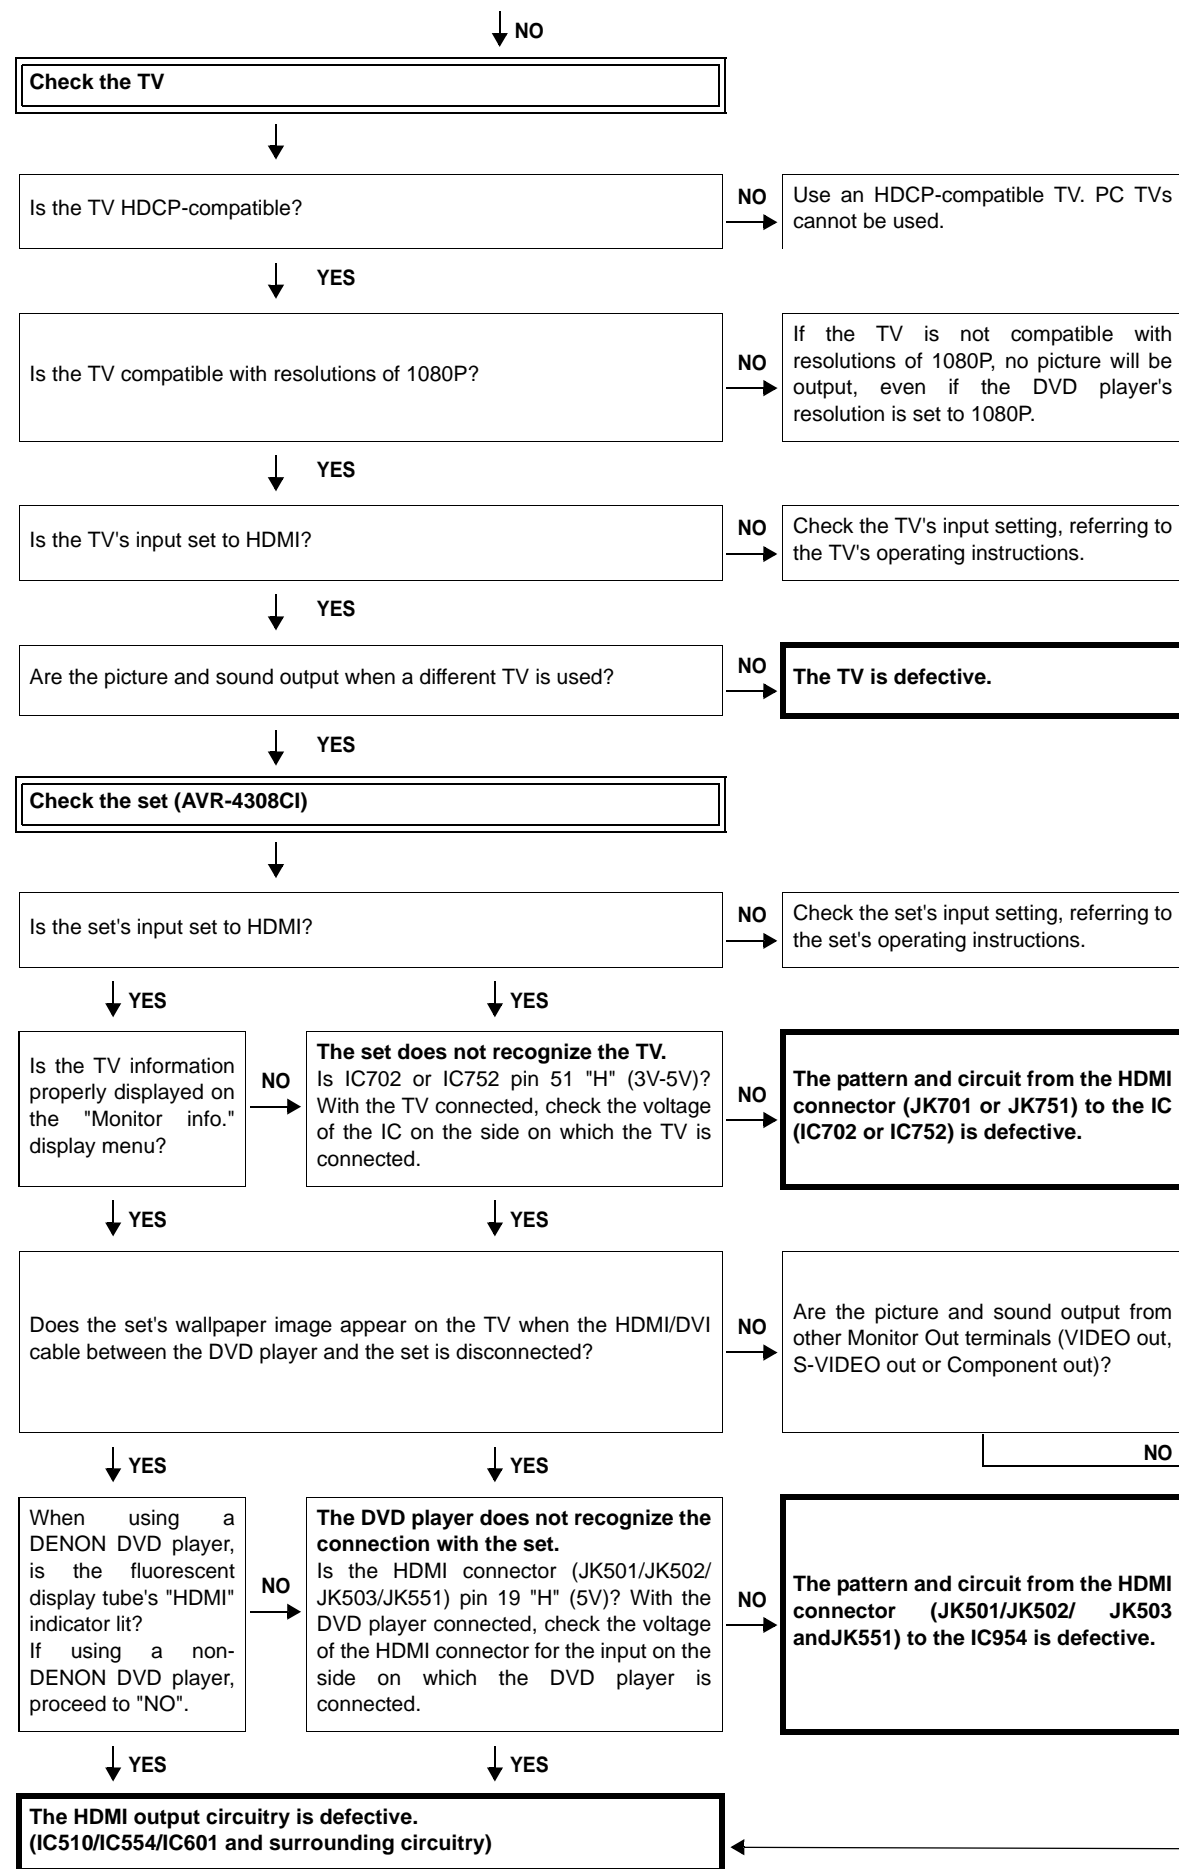 NO
Check the TV
Is the TV HDCP-compatible?
NO
Use an HDCP-compatible TV. PC TVs
cannot be used.
YES
Is the TV compatible with resolutions of 1080P?
NO
If the TV is not compatible with
resolutions of 1080P, no picture will be
output, even if the DVD player's
resolution is set to 1080P.
YES
Is the TV's input set to HDMI?
NO
Check the TV's input setting, referring to
the TV's operating instructions.
YES
Are the picture and sound output when a different TV is used?
NO
The TV is defective.
YES
Check the set (AVR-4308CI)
Is the set's input set to HDMI?
NO
Check the set's input setting, referring to
the set's operating instructions.
YES
YES
Is the TV information
properly displayed on
the "Monitor info."
display menu?
NO
The set does not recognize the TV.
Is IC702 or IC752 pin 51 "H" (3V-5V)?
With the TV connected, check the voltage
of the IC on the side on which the TV is
connected.
NO
The pattern and circuit from the HDMI
connector (JK701 or JK751) to the IC
(IC702 or IC752) is defective.
YES
YES
Does the set's wallpaper image appear on the TV when the HDMI/DVI
cable between the DVD player and the set is disconnected?
NO
Are the picture and sound output from
other Monitor Out terminals (VIDEO out,
S-VIDEO out or Component out)?
NO
YES
YES
When using a
DENON DVD player,
is the fluorescent
display tube's "HDMI"
indicator lit?
If using a non-
DENON DVD player,
proceed to "NO".
NO
The DVD player does not recognize the
connection with the set.
Is the HDMI connector (JK501/JK502/
JK503/JK551) pin 19 "H" (5V)? With the
DVD player connected, check the voltage
of the HDMI connector for the input on the
side on which the DVD player is
connected.
NO
The pattern and circuit from the HDMI
connector (JK501/JK502/ JK503
andJK551) to the IC954 is defective.
YES
YES
The HDMI output circuitry is defective.
(IC510/IC554/IC601 and surrounding circuitry)